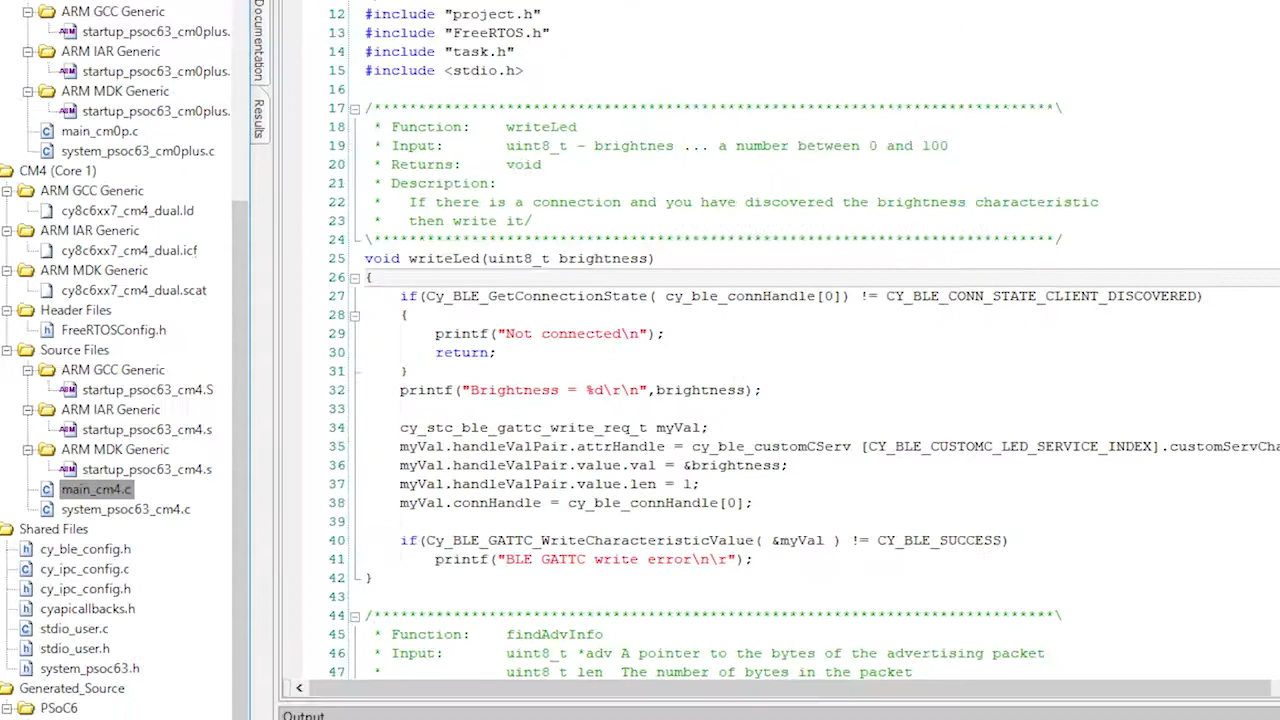 ARM GCC Generic
startup_psoc63_cm0plus.
ARM IAR Generic
startup_psoc63_cm0plus.
ARM MDK Generic
startup_psoc63_cm0plus.
main_cm0p.c
system_psoc63_cm0plus.c
CM4 (Core 1)
ARM GCC Generic
cy8c6xx7_cm4_dual.ld
ARM IAR Generic
cy8c6xx7_cm4_dual.icf
ARM MDK Generic
cy8c6xx7_cm4_dual.scat
Header Files
FreeRTOSConfig.h
Source Files
ARM GCC Generic
startup_psoc63_cm4.S
ARM IAR Generic
startup_psoc63_cm4.s
ARM MDK Generic
startup_psoc63_cm4.s
main_cm4.c
system_psoc63_cm4.c
Shared Files
cy_ble_config.h
cy_ipc_config.c
cy_ipc_config.h
cyapicallbacks.h
stdio_user.c
stdio_user.h
system_psoc63.h
Generated_Source
PSoC6
Documentation
Results
12 #include "project.h"
13 #include "FreeRTOS.h"
14 #include "task.h"
15 #include <stdio.h>
16
17 /******************************************************************************\
18 * Function: writeLed
19 * Input: uint8_t - brightnes ... a number between 0 and 100
20 * Returns: void
21 * Description:
22 * If there is a connection and you have discovered the brightness characteristic
23 * then write it/
24 \******************************************************************************/
25 void writeLed(uint8_t brightness)
26 {
27 if(Cy_BLE_GetConnectionState( cy_ble_connHandle[0]) != CY_BLE_CONN_STATE_CLIENT_DISCOVERED)
28 {
29 printf("Not connected\n");
30 return;
31 }
32 printf("Brightness = %d\r\n",brightness);
33
34 cy_stc_ble_gattc_write_req_t myVal;
35 myVal.handleValPair.attrHandle = cy_ble_customCServ [CY_BLE_CUSTOMC_LED_SERVICE_INDEX].customServCha
36 myVal.handleValPair.value.val = &brightness;
37 myVal.handleValPair.value.len = 1;
38 myVal.connHandle = cy_ble_connHandle[0];
39
40 if(Cy_BLE_GATTC_WriteCharacteristicValue( &myVal ) != CY_BLE_SUCCESS)
41 printf("BLE GATTC write error\n\r");
42 }
43
44 /******************************************************************************\
45 * Function: findAdvInfo
46 * Input: uint8_t *adv A pointer to the bytes of the advertising packet
47 * uint8_t len The number of bytes in the packet
Output